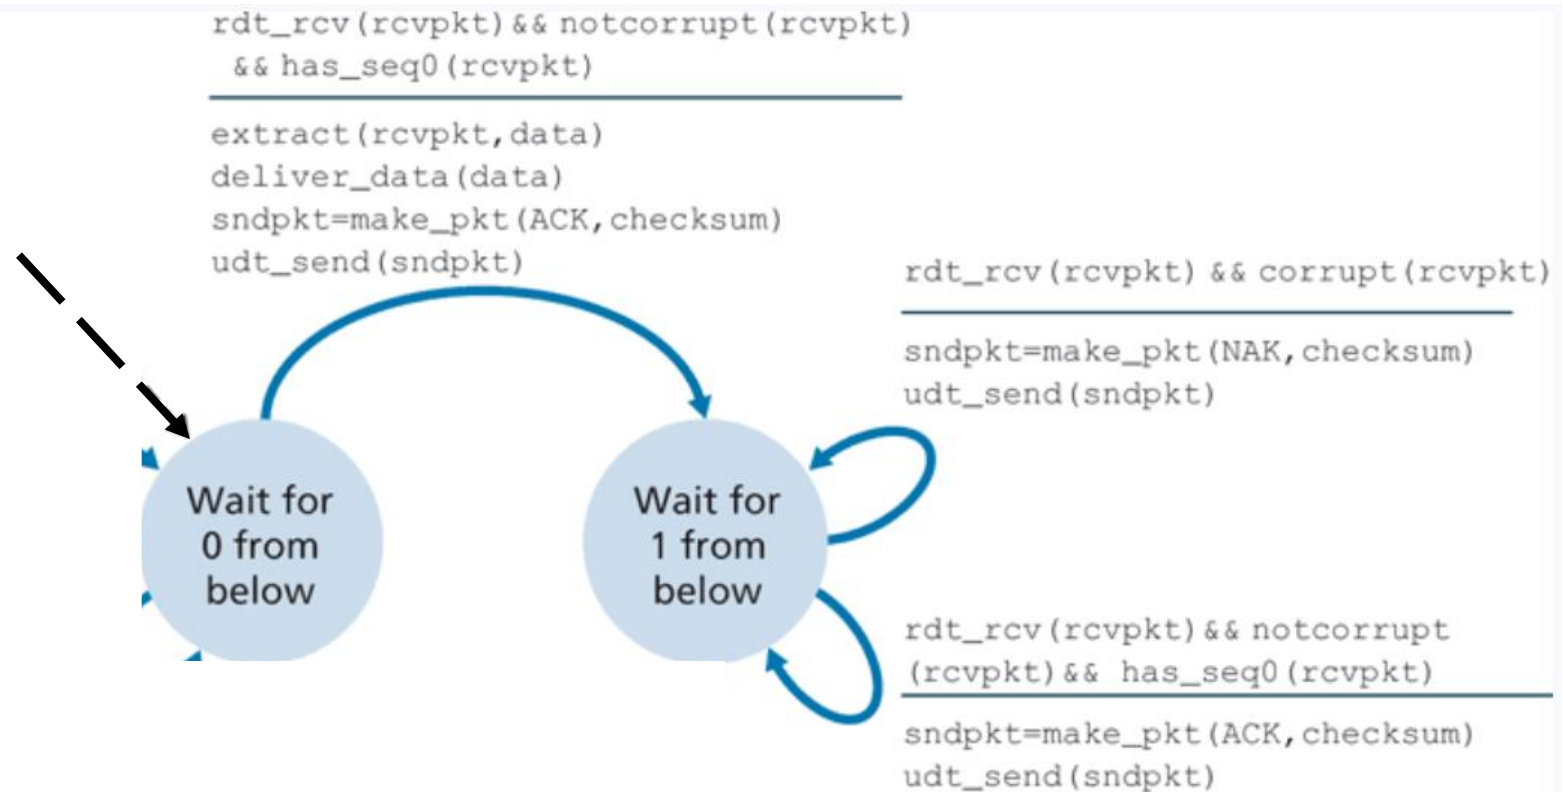 rdt_rcv(rcvpkt)&& notcorrupt(rcvpkt)
&& has_seq0(rcvpkt)
extract(rcvpkt,data)
deliver_data(data)
sndpkt=make_pkt(ACK,checksum)
udt_send(sndpkt)
rdt_rcv(rcvpkt) && corrupt(rcvpkt)
sndpkt=make_pkt(NAK,checksum)
udt_send(sndpkt)
Wait for
0 from
below
Wait for
1 from
below
rdt_rcv(rcvpkt)&& notcorrupt
(rcvpkt)&& has_seq0(rcvpkt)
sndpkt=make_pkt(ACK,checksum)
udt_send(sndpkt)